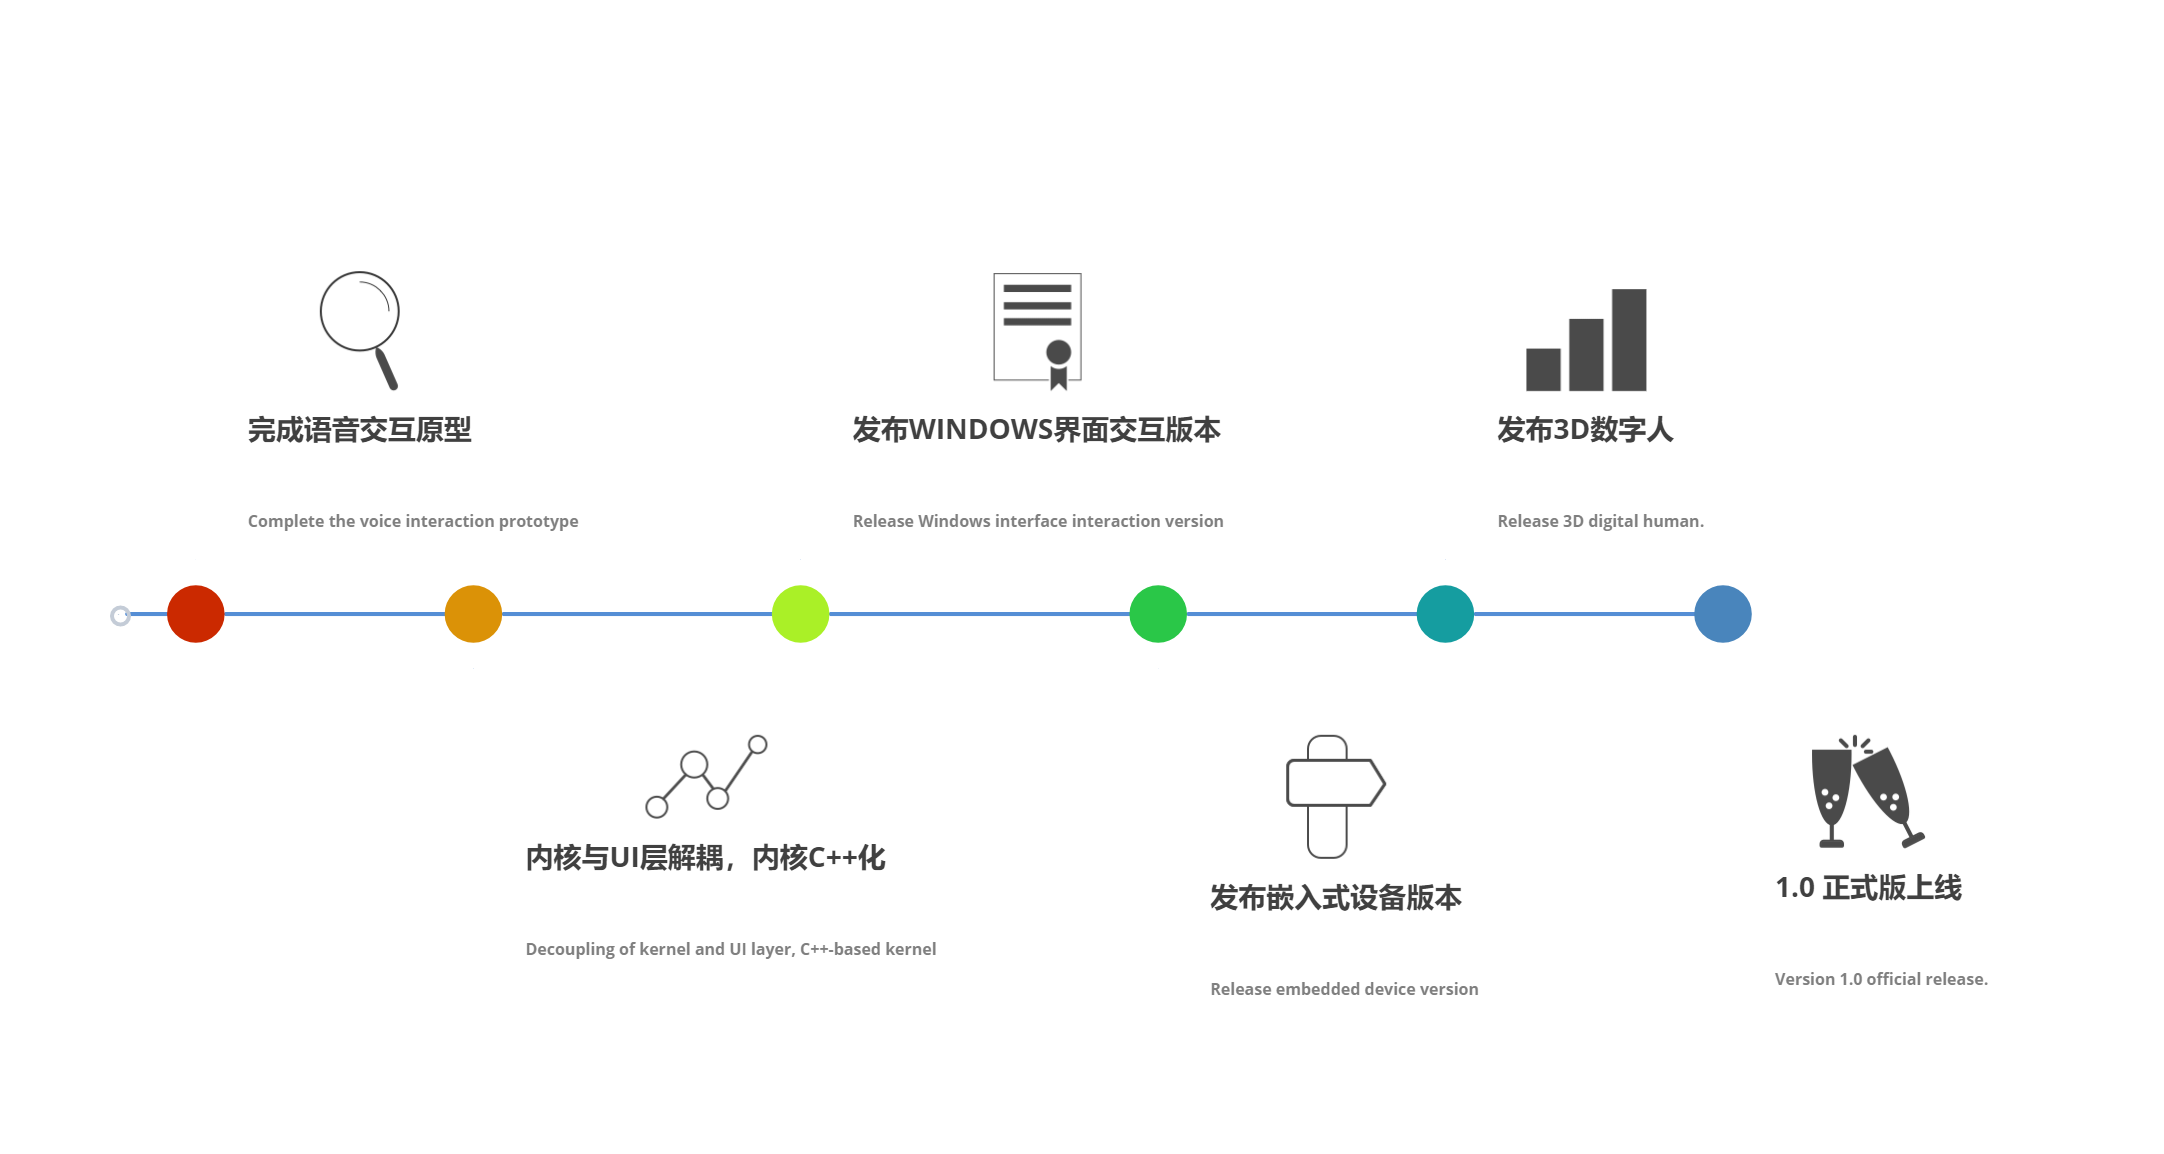 完成语音交互原型
Complete the voice interaction prototype
内核与UI层解耦，内核C++化
Decoupling of kernel and UI layer, C++-based kernel
发布WINDOWS界面交互版本
Release Windows interface interaction version
发布嵌入式设备版本
Release embedded device version
发布3D数字人
Release 3D digital human.
1.0 正式版上线
Version 1.0 official release.